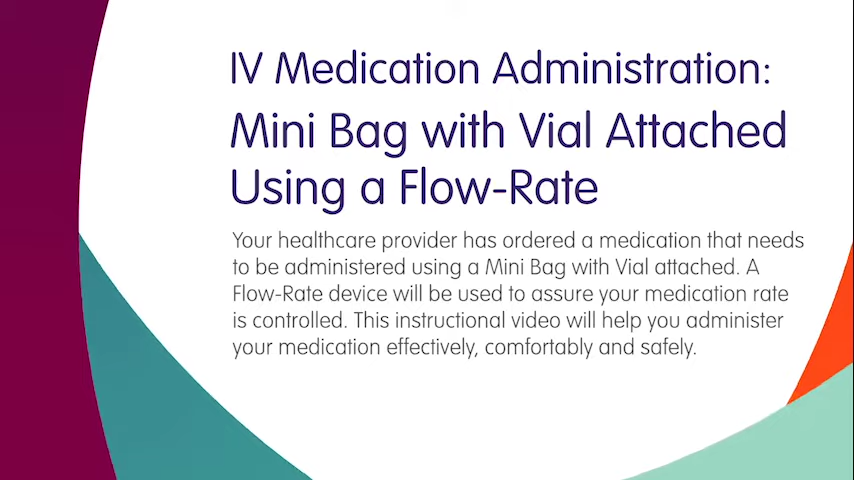 IV Medication Administration:
Mini Bag with Vial Attached
Using a Flow-Rate
Your healthcare provider has ordered a medication that needs
to be administered using a Mini Bag with Vial attached. A
Flow-Rate device will be used to assure your medication rate
is controlled. This instructional video will help you administer
your medication effectively, comfortably and safely.